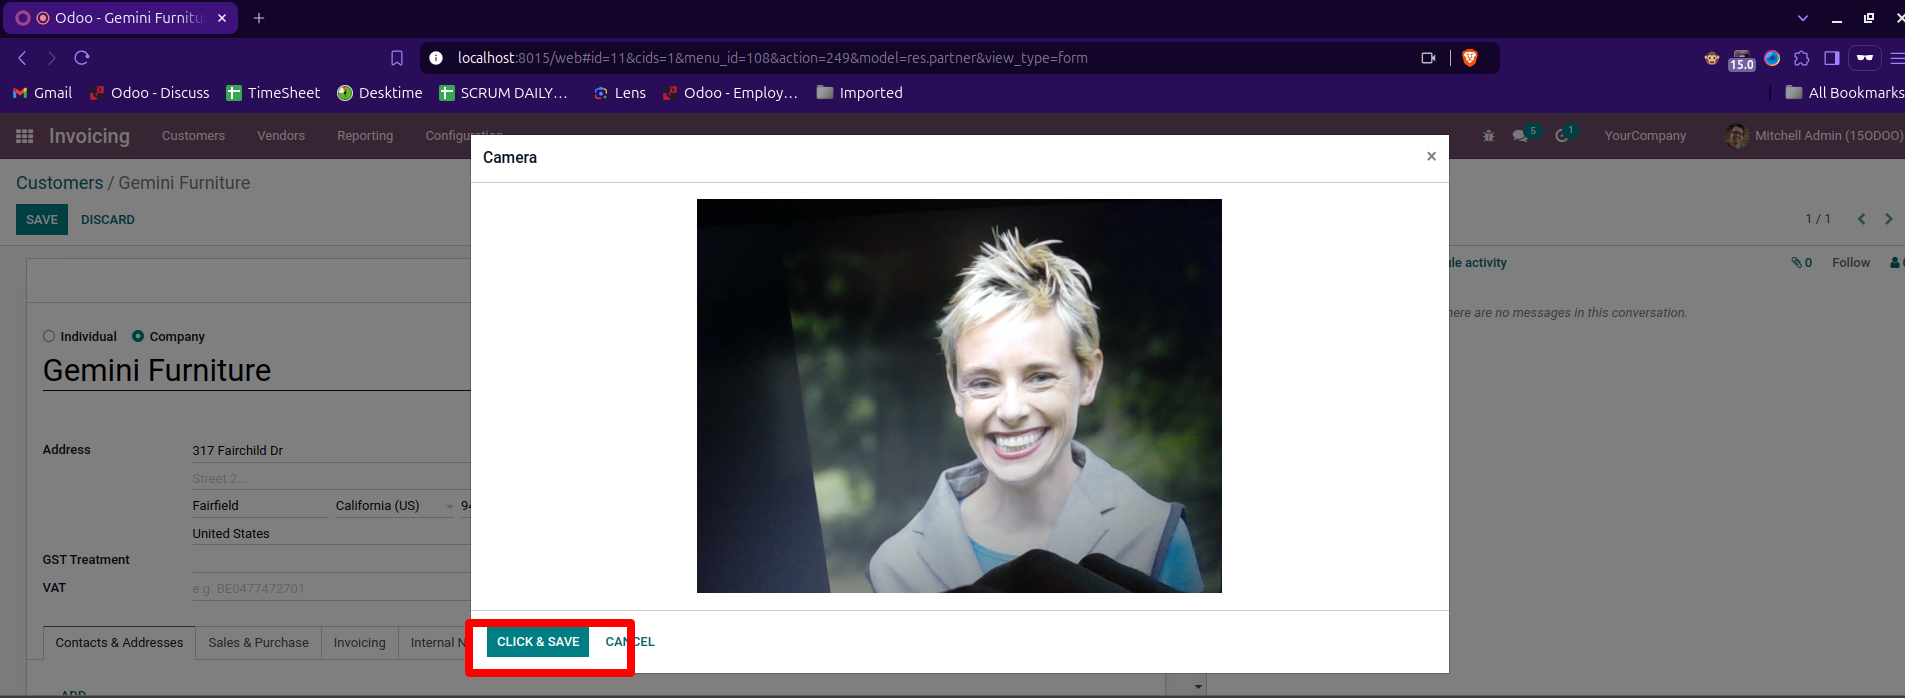 Odoo - Gemini Furnitu
localhost:8015/web#id=11&cids=1&menu_id=108&action=249&model=res.partner&view_type=form
15.0
Gmail Odoo - Discuss TimeSheet Desktime SCRUM DAILY... Lens Odoo - Employ... Imported All Bookmarks
Invoicing Customers Vendors Reporting Configuration 5 1 YourCompany Mitchell Admin (15ODOO)
Camera ×
Customers / Gemini Furniture
SAVE DISCARD 1 / 1
le activity 0 Follow
here are no messages in this conversation.
Individual Company
Gemini Furniture
Address 317 Fairchild Dr
Street 2...
Fairfield California (US) 94
United States
GST Treatment
VAT e.g. BE0477472701
Contacts & Addresses Sales & Purchase Invoicing Internal N
CLICK & SAVE CANCEL
ADD